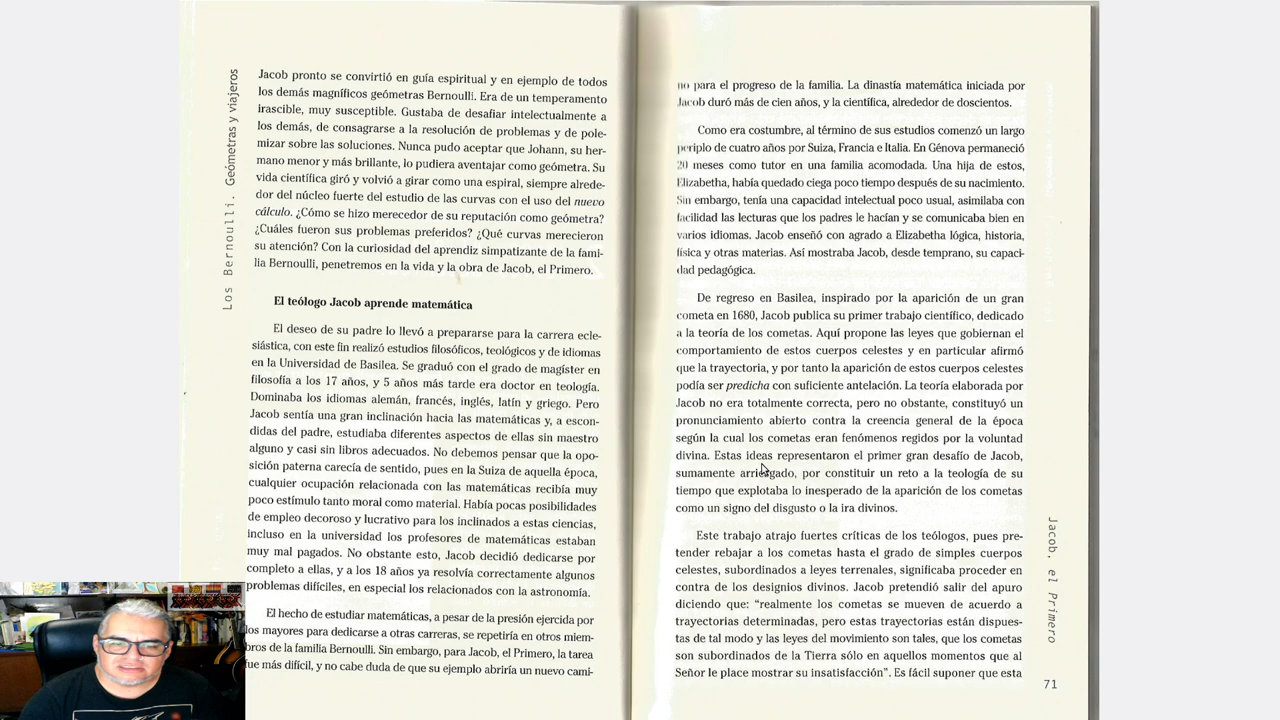 Los Bernoulli. Geómetras y viajeros
Jacob pronto se convirtió en guía espiritual y en ejemplo de todos
los demás magníficos geómetras Bernoulli. Era de un temperamento
irascible, muy susceptible. Gustaba de desafiar intelectualmente a
los demás, de consagrarse a la resolución de problemas y de pole-
mizar sobre las soluciones. Nunca pudo aceptar que Johann, su her-
mano menor y más brillante, lo pudiera aventajar como geómetra. Su
vida científica giró y volvió a girar como una espiral, siempre alrede-
dor del núcleo fuerte del estudio de las curvas con el uso del nuevo
cálculo. ¿Cómo se hizo merecedor de su reputación como geómetra?
¿Cuáles fueron sus problemas preferidos? ¿Qué curvas merecieron
su atención? Con la curiosidad del aprendiz simpatizante de la fami-
lia Bernoulli, penetremos en la vida y la obra de Jacob, el Primero.
El teólogo Jacob aprende matemática
El deseo de su padre lo llevó a prepararse para la carrera ecle-
siástica, con este fin realizó estudios filosóficos, teológicos y de idiomas
en la Universidad de Basilea. Se graduó con el grado de magíster en
filosofía a los 17 años, y 5 años más tarde era doctor en teología.
Dominaba los idiomas alemán, francés, inglés, latín y griego. Pero
Jacob sentía una gran inclinación hacia las matemáticas y, a escon-
didas del padre, estudiaba diferentes aspectos de ellas sin maestro
alguno y casi sin libros adecuados. No debemos pensar que la opo-
sición paterna carecía de sentido, pues en la Suiza de aquella época,
cualquier ocupación relacionada con las matemáticas recibía muy
poco estímulo tanto moral como material. Había pocas posibilidades
de empleo decoroso y lucrativo para los inclinados a estas ciencias,
incluso en la universidad los profesores de matemáticas estaban
muy mal pagados. No obstante esto, Jacob decidió dedicarse por
completo a ellas, y a los 18 años ya resolvía correctamente algunos
problemas difíciles, en especial los relacionados con la astronomía.
El hecho de estudiar matemáticas, a pesar de la presión ejercida por
los mayores para dedicarse a otras carreras, se repetiría en otros miem-
bros de la familia Bernoulli. Sin embargo, para Jacob, el Primero, la tarea
fue más difícil, y no cabe duda de que su ejemplo abriría un nuevo cami-
no para el progreso de la familia. La dinastía matemática iniciada por
Jacob duró más de cien años, y la científica, alrededor de doscientos.
Como era costumbre, al término de sus estudios comenzó un largo
periplo de cuatro años por Suiza, Francia e Italia. En Génova permaneció
20 meses como tutor en una familia acomodada. Una hija de estos,
Elizabetha, había quedado ciega poco tiempo después de su nacimiento.
Sin embargo, tenía una capacidad intelectual poco usual, asimilaba con
facilidad las lecturas que los padres le hacían y se comunicaba bien en
varios idiomas. Jacob enseñó con agrado a Elizabetha lógica, historia,
física y otras materias. Así mostraba Jacob, desde temprano, su capaci-
dad pedagógica.
De regreso en Basilea, inspirado por la aparición de un gran
cometa en 1680, Jacob publica su primer trabajo científico, dedicado
a la teoría de los cometas. Aquí propone las leyes que gobiernan el
comportamiento de estos cuerpos celestes y en particular afirmó
que la trayectoria, y por tanto la aparición de estos cuerpos celestes
podía ser predicha con suficiente antelación. La teoría elaborada por
Jacob no era totalmente correcta, pero no obstante, constituyó un
pronunciamiento abierto contra la creencia general de la época
según la cual los cometas eran fenómenos regidos por la voluntad
divina. Estas ideas representaron el primer gran desafío de Jacob,
sumamente arriesgado, por constituir un reto a la teología de su
tiempo que explotaba lo inesperado de la aparición de los cometas
como un signo del disgusto o la ira divinos.
Este trabajo atrajo fuertes críticas de los teólogos, pues pre-
tender rebajar a los cometas hasta el grado de simples cuerpos
celestes, subordinados a leyes terrenales, significaba proceder en
contra de los designios divinos. Jacob pretendió salir del apuro
diciendo que: “realmente los cometas se mueven de acuerdo a
trayectorias determinadas, pero estas trayectorias están dispues-
tas de tal modo y las leyes del movimiento son tales, que los cometas
son subordinados de la Tierra sólo en aquellos momentos que al
Señor le place mostrar su insatisfacción”. Es fácil suponer que esta
Jacob, el Primero
71